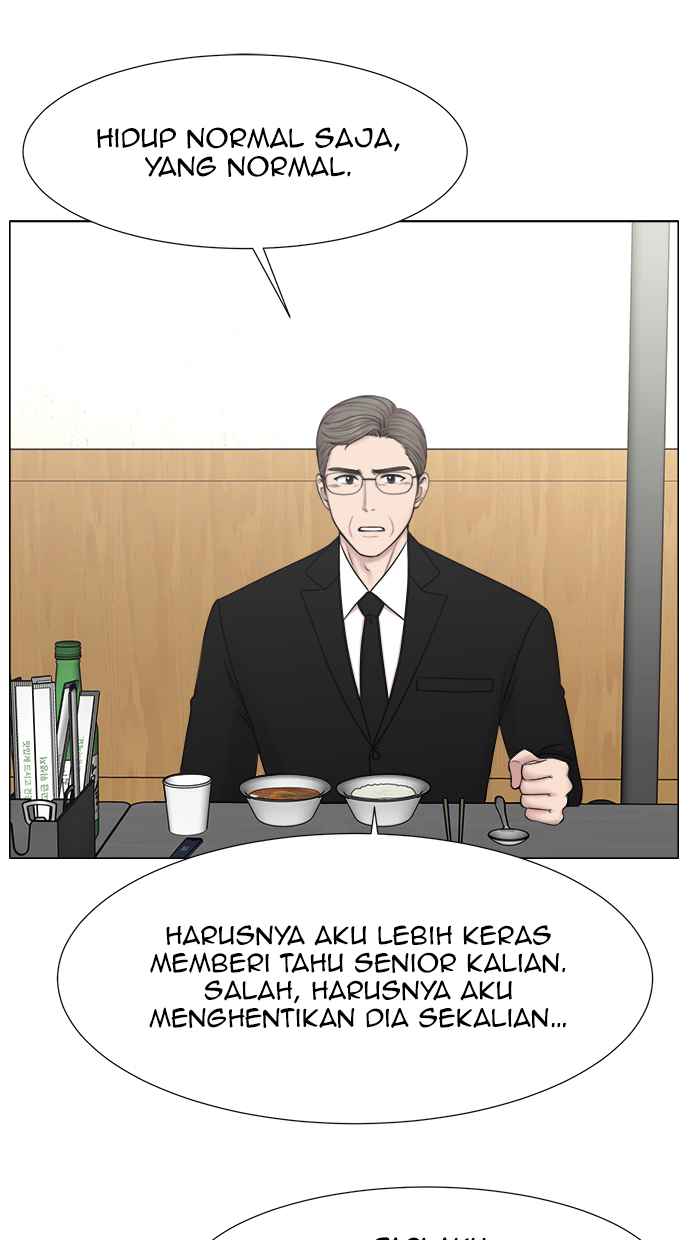 HIDUP NORMAL SAJA,
YANG NORMAL.
HARUSNYA AKU LEBIH KERAS
MEMBERI TAHU SENIOR KALIAN.
SALAH, HARUSNYA AKU
MENGHENTIKAN DIA SEKALIAN...